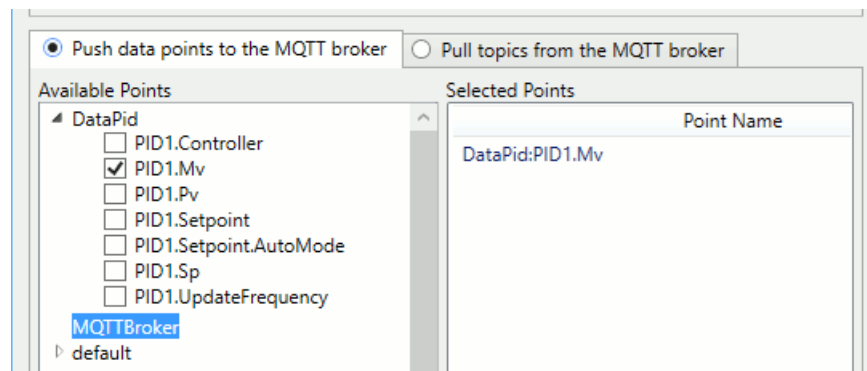 Push data points to the MQTT broker
Pull topics from the MQTT broker
Available Points
DataPid
PID1.Controller
PID1.Mv
PID1.Pv
PID1.Setpoint
PID1.Setpoint.AutoMode
PID1.Sp
PID1.UpdateFrequency
MQTTBroker
default
Selected Points
Point Name
DataPid:PID1.Mv